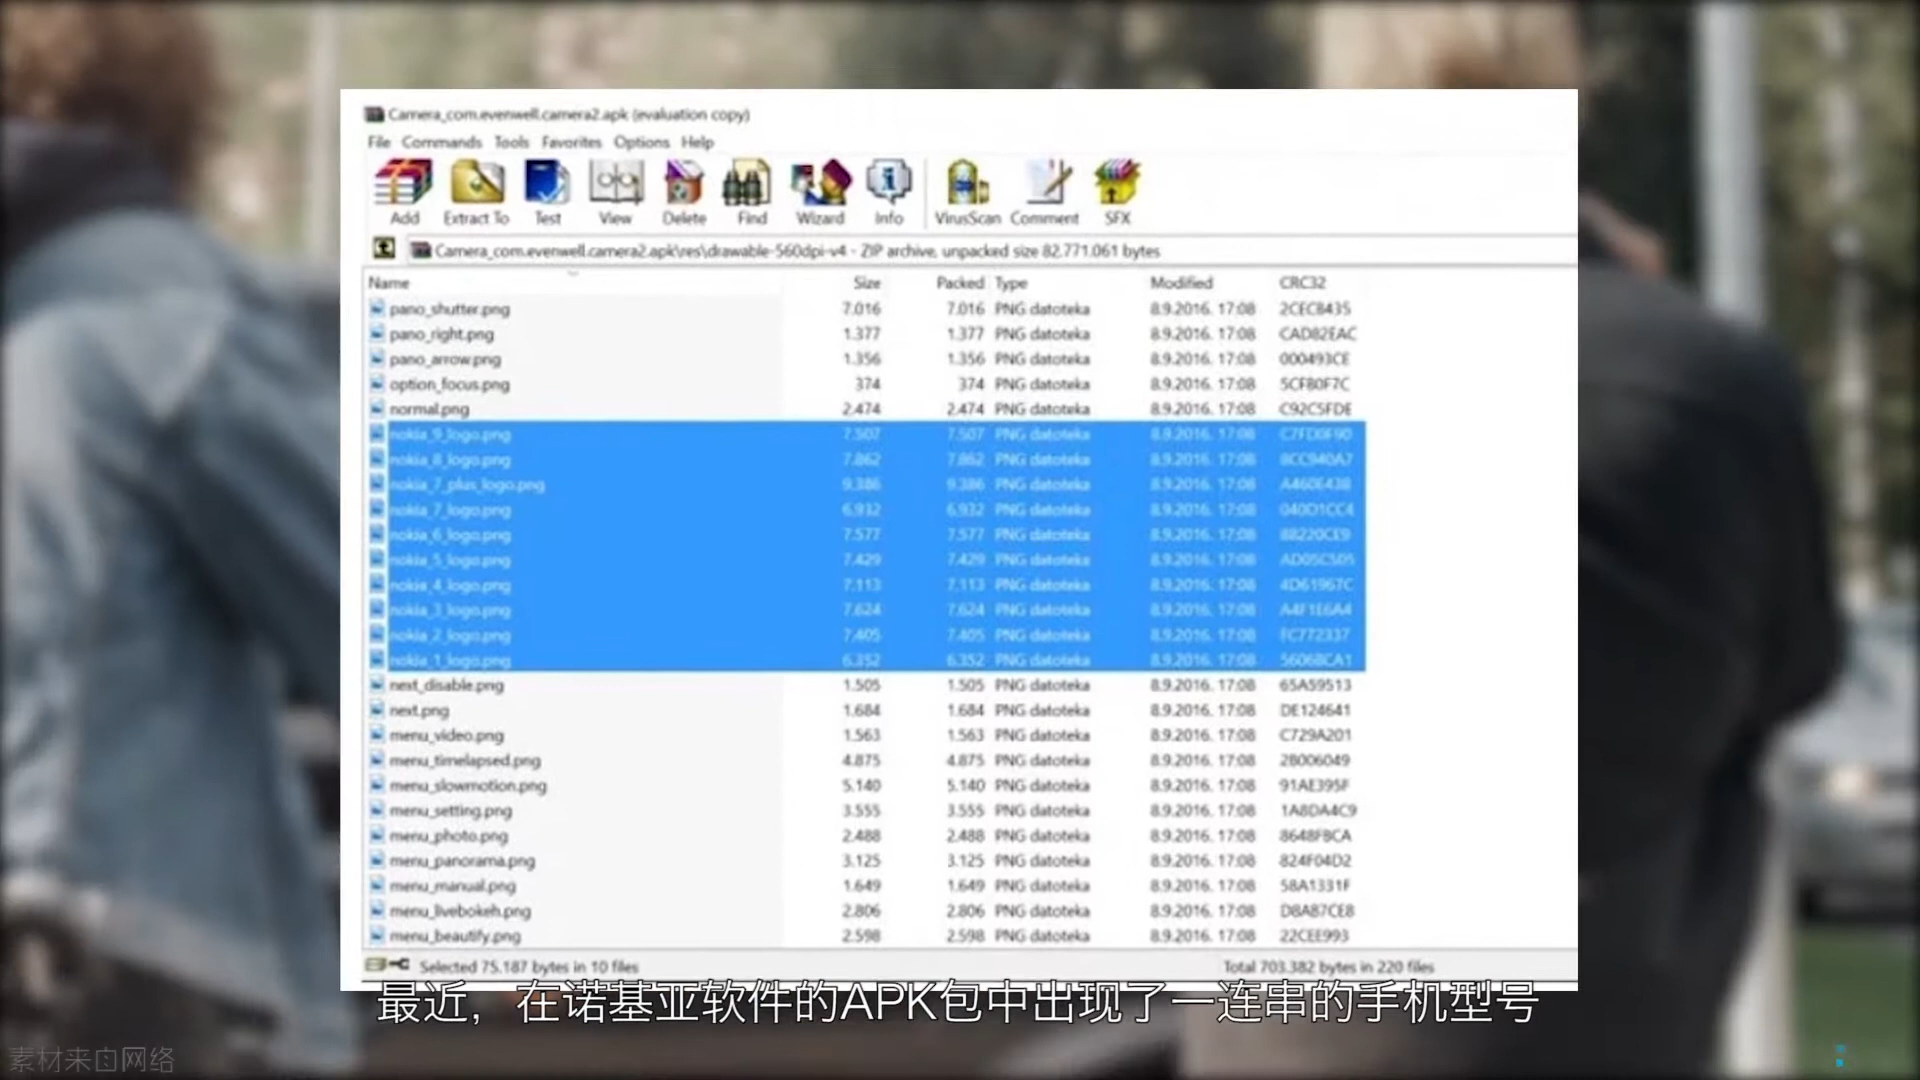 Camera_com.evenwell.camera2.apk (evaluation copy)
File Commands Tools Favorites Options Help
Add Extract To Test View Delete Find Wizard Info VirusScan Comment SFX
Camera_com.evenwell.camera2.apk\res\drawable-560dpi-v4 - ZIP archive, unpacked size 82.771.061 bytes
Name Size Packed Type Modified CRC32
pano_shutter.png 7.016 7.016 PNG datoteka 8.9.2016. 17:08 2CEC8435
pano_right.png 1.377 1.377 PNG datoteka 8.9.2016. 17:08 CAD82EAC
pano_arrow.png 1.356 1.356 PNG datoteka 8.9.2016. 17:08 000493CE
option_focus.png 374 374 PNG datoteka 8.9.2016. 17:08 5CFB0F7C
normal.png 2.474 2.474 PNG datoteka 8.9.2016. 17:08 C92C5FDE
nokia_9_logo.png 7.507 7.507 PNG datoteka 8.9.2016. 17:08
nokia_8_logo.png 7.862 7.862 PNG datoteka 8.9.2016. 17:08 8CC940A7
nokia_7_plus_logo.png 9.386 9.386 PNG datoteka 8.9.2016. 17:08 A460E438
nokia_7_logo.png 6.932 6.932 PNG datoteka 8.9.2016. 17:08 040D1CC4
nokia_6_logo.png 7.577 7.577 PNG datoteka 8.9.2016. 17:08 88220CE9
nokia_5_logo.png 7.429 7.429 PNG datoteka 8.9.2016. 17:08 AD05C505
nokia_4_logo.png 7.113 7.113 PNG datoteka 8.9.2016. 17:08 4D61967C
nokia_3_logo.png 7.624 7.624 PNG datoteka 8.9.2016. 17:08 A4F1E6A4
nokia_2_logo.png 7.405 7.405 PNG datoteka 8.9.2016. 17:08 FC772337
nokia_1_logo.png 6.352 6.352 PNG datoteka 8.9.2016. 17:08 56068CA1
next_disable.png 1.505 1.505 PNG datoteka 8.9.2016. 17:08 65A59513
next.png 1.684 1.684 PNG datoteka 8.9.2016. 17:08 DE124641
menu_video.png 1.563 1.563 PNG datoteka 8.9.2016. 17:08 C729A201
menu_timelapsed.png 4.875 4.875 PNG datoteka 8.9.2016. 17:08 2B006049
menu_slowmotion.png 5.140 5.140 PNG datoteka 8.9.2016. 17:08 91AE395F
menu_setting.png 3.555 3.555 PNG datoteka 8.9.2016. 17:08 1A8DA4C9
menu_photo.png 2.488 2.488 PNG datoteka 8.9.2016. 17:08 8648FBCA
menu_panorama.png 3.125 3.125 PNG datoteka 8.9.2016. 17:08 824F04D2
menu_manual.png 1.649 1.649 PNG datoteka 8.9.2016. 17:08 58A1331F
menu_livebokeh.png 2.806 2.806 PNG datoteka 8.9.2016. 17:08 D8A87CE8
menu_beautify.png 2.598 2.598 PNG datoteka 8.9.2016. 17:08 22CEE993
Selected 75.187 bytes in 10 files Total 703.382 bytes in 220 files
最近，在诺基亚软件的APK包中出现了一连串的手机型号
素材来自网络